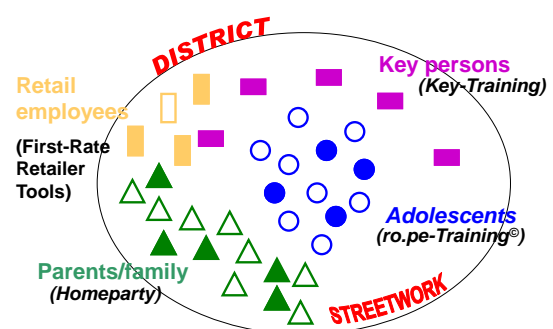 DISTRICT
Retail
employees
(First-Rate
Retailer
Tools)
Key persons
(Key-Training)
Adolescents
(ro.pe-Training©)
Parents/family
(Homeparty)
STREETWORK